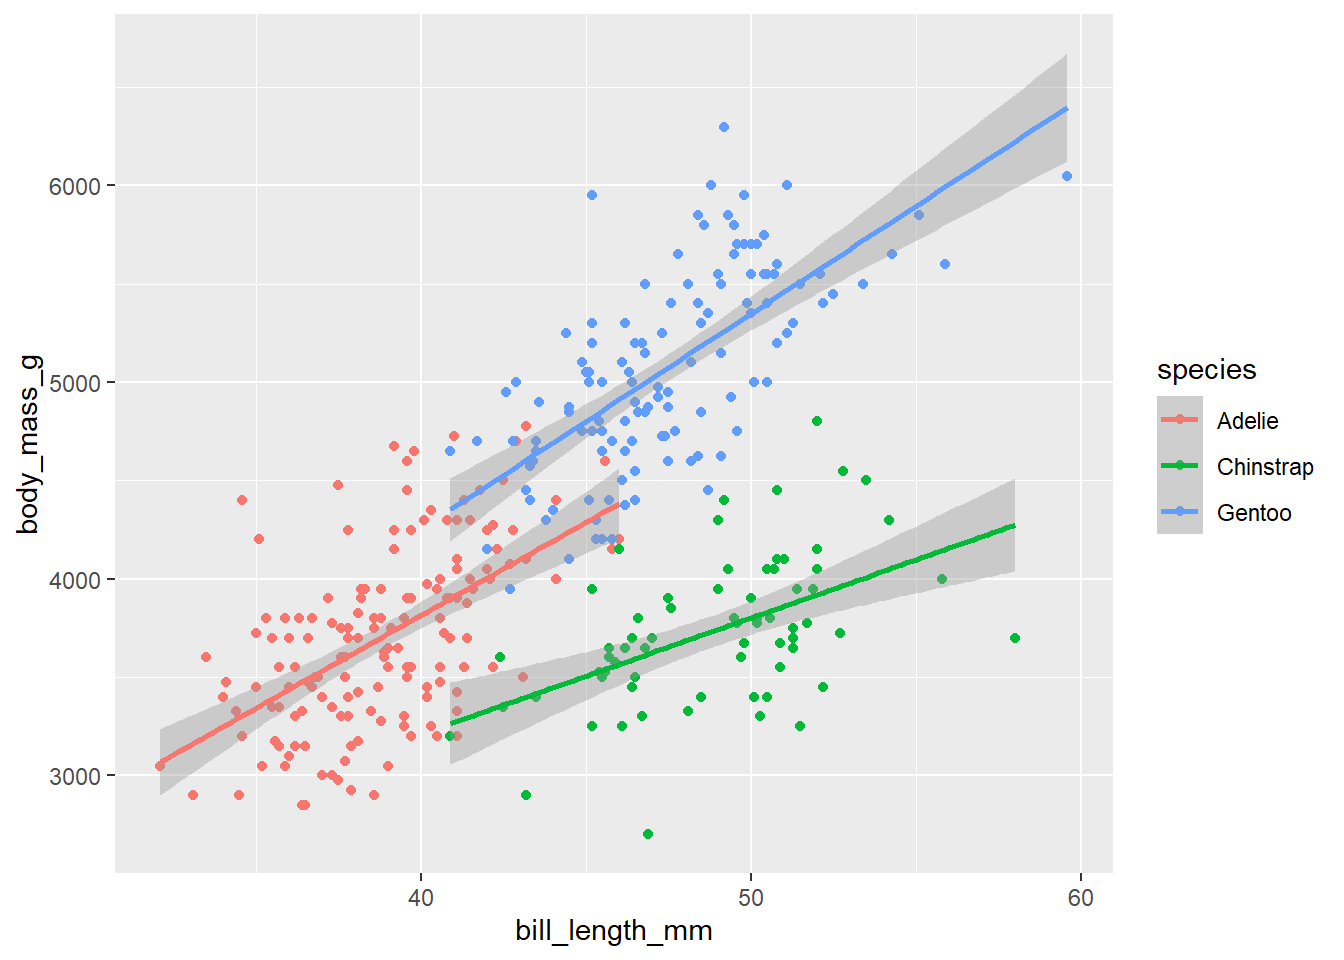 6000
5000
4000
3000
body_mass_g
40
50
60
bill_length_mm
species
Adelie
Chinstrap
Gentoo